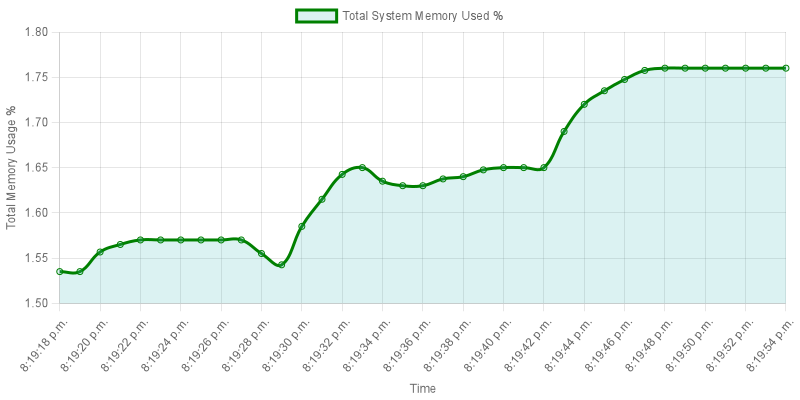 Total System Memory Used %
1.80
1.75
1.70
1.65
1.60
1.55
1.50
Total Memory Usage %
8:19:18 p.m.
8:19:20 p.m.
8:19:22 p.m.
8:19:24 p.m.
8:19:26 p.m.
8:19:28 p.m.
8:19:30 p.m.
8:19:32 p.m.
8:19:34 p.m.
8:19:36 p.m.
8:19:38 p.m.
8:19:40 p.m.
8:19:42 p.m.
8:19:44 p.m.
8:19:46 p.m.
8:19:48 p.m.
8:19:50 p.m.
8:19:52 p.m.
8:19:54 p.m.
Time